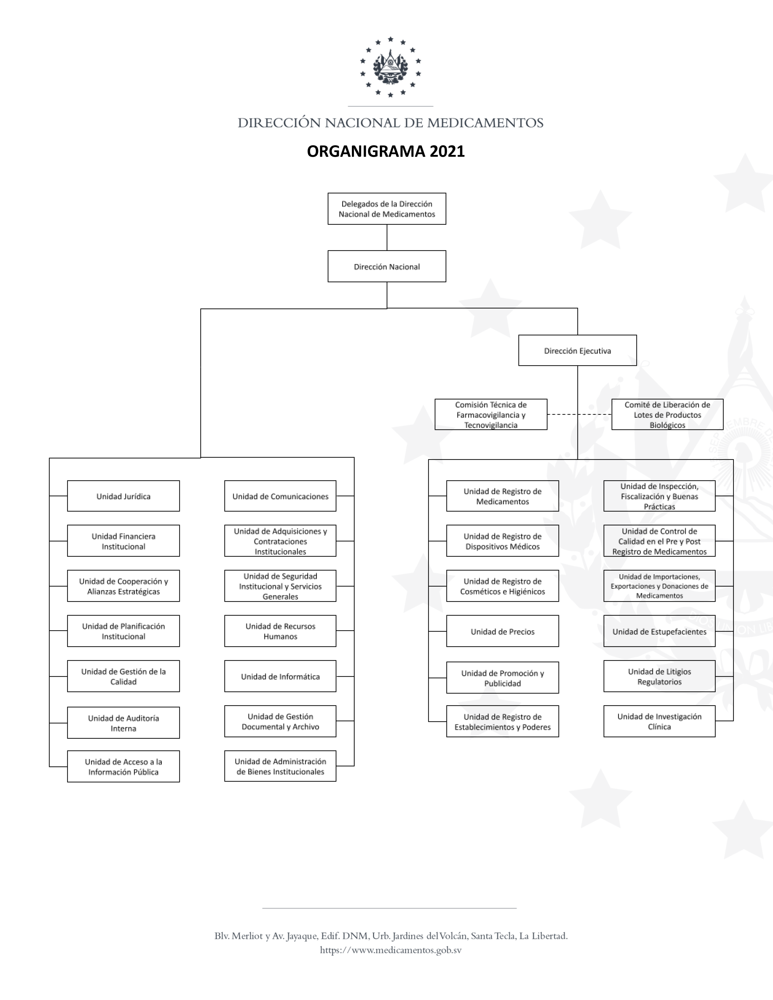 DIRECCIÓN NACIONAL DE MEDICAMENTOS
ORGANIGRAMA 2021
Delegados de la Dirección
Nacional de Medicamentos
Dirección Nacional
Dirección Ejecutiva
Comisión Técnica de
Farmacovigilancia y
Tecnovigilancia
Comité de Liberación de
Lotes de Productos
Biológicos
Unidad Jurídica
Unidad Financiera
Institucional
Unidad de Cooperación y
Alianzas Estratégicas
Unidad de Planificación
Institucional
Unidad de Gestión de la
Calidad
Unidad de Auditoría
Interna
Unidad de Acceso a la
Información Pública
Unidad de Comunicaciones
Unidad de Adquisiciones y
Contrataciones
Institucionales
Unidad de Seguridad
Institucional y Servicios
Generales
Unidad de Recursos
Humanos
Unidad de Informática
Unidad de Gestión
Documental y Archivo
Unidad de Administración
de Bienes Institucionales
Unidad de Registro de
Medicamentos
Unidad de Registro de
Dispositivos Médicos
Unidad de Registro de
Cosméticos e Higiénicos
Unidad de Precios
Unidad de Promoción y
Publicidad
Unidad de Registro de
Establecimientos y Poderes
Unidad de Inspección,
Fiscalización y Buenas
Prácticas
Unidad de Control de
Calidad en el Pre y Post
Registro de Medicamentos
Unidad de Importaciones,
Exportaciones y Donaciones de
Medicamentos
Unidad de Estupefacientes
Unidad de Litigios
Regulatorios
Unidad de Investigación
Clínica
DIOS UNION LIB
Blv. Merliot y Av. Jayaque, Edif. DNM, Urb. Jardines del Volcán, Santa Tecla, La Libertad.
https://www.medicamentos.gob.sv